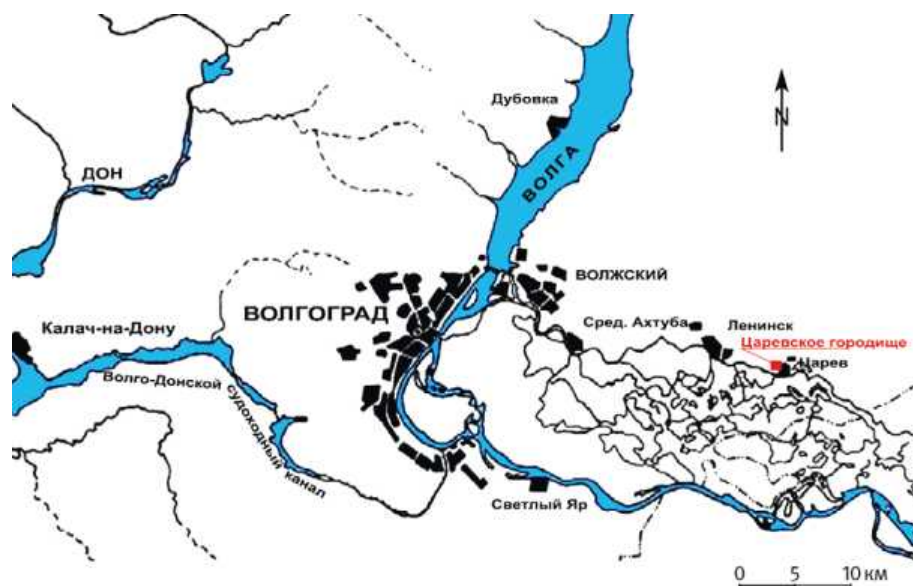 Дубовка
N
ДОН
ВОЛГА
ВОЛЖСКИЙ
ВОЛГОГРАД
Калач-на-Дону
Сред. Ахтуба
Ленинск
Царевское городище
Царев
Волго-Донской
судоходный канал
Светлый Яр
0 5 10 КМ